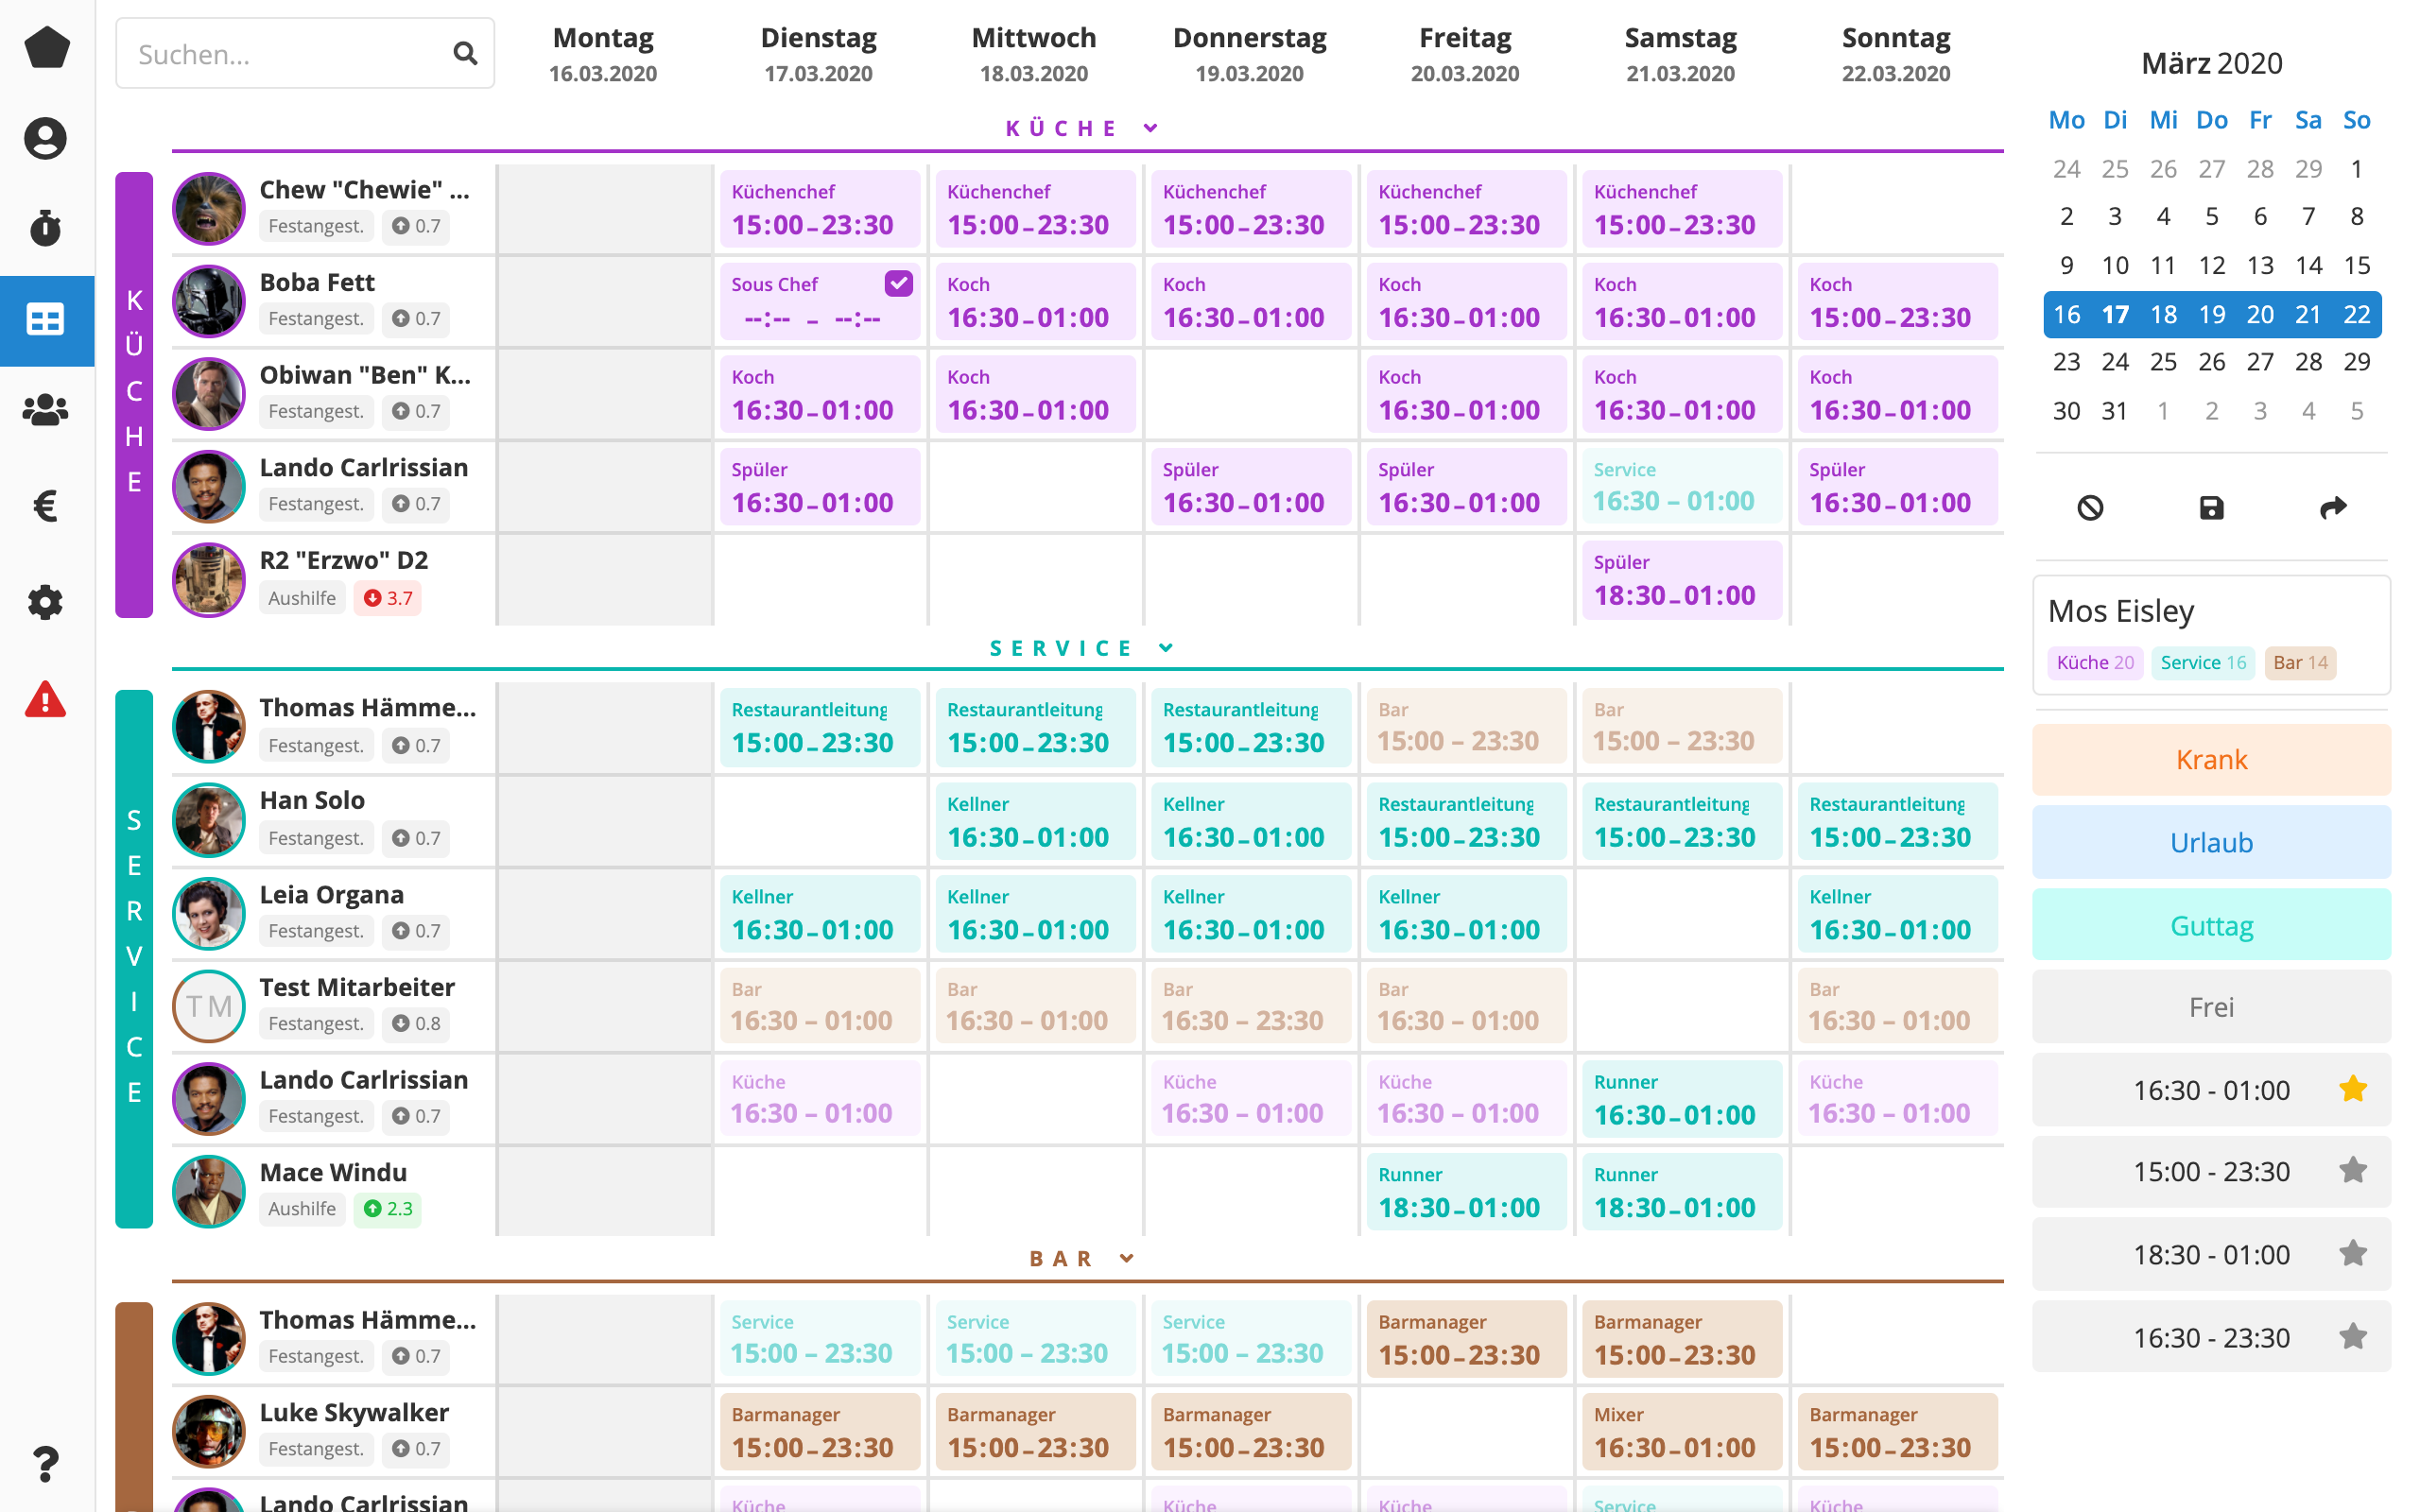 Suchen...
Montag
16.03.2020
Dienstag
17.03.2020
Mittwoch
18.03.2020
Donnerstag
19.03.2020
Freitag
20.03.2020
Samstag
21.03.2020
Sonntag
22.03.2020
KÜCHE
KÜCHE
Chew "Chewie" ...
Festangest. 0.7
Küchenchef
15:00–23:30
Küchenchef
15:00–23:30
Küchenchef
15:00–23:30
Küchenchef
15:00–23:30
Küchenchef
15:00–23:30
Boba Fett
Festangest. 0.7
Sous Chef
--:-- – --:--
Koch
16:30–01:00
Koch
16:30–01:00
Koch
16:30–01:00
Koch
16:30–01:00
Koch
15:00–23:30
Obiwan "Ben" K...
Festangest. 0.7
Koch
16:30–01:00
Koch
16:30–01:00
Koch
16:30–01:00
Koch
16:30–01:00
Koch
16:30–01:00
Lando Carlrissian
Festangest. 0.7
Spüler
16:30–01:00
Spüler
16:30–01:00
Spüler
16:30–01:00
Service
16:30 – 01:00
Spüler
16:30–01:00
R2 "Erzwo" D2
Aushilfe 3.7
Spüler
18:30–01:00
SERVICE
SERVICE
Thomas Hämme...
Festangest. 0.7
Restaurantleitung
15:00–23:30
Restaurantleitung
15:00–23:30
Restaurantleitung
15:00–23:30
Bar
15:00 – 23:30
Bar
15:00 – 23:30
Han Solo
Festangest. 0.7
Kellner
16:30–01:00
Kellner
16:30–01:00
Restaurantleitung
15:00–23:30
Restaurantleitung
15:00–23:30
Restaurantleitung
15:00–23:30
Leia Organa
Festangest. 0.7
Kellner
16:30–01:00
Kellner
16:30–01:00
Kellner
16:30–01:00
Kellner
16:30–01:00
Kellner
16:30–01:00
TM
Test Mitarbeiter
Festangest. 0.8
Bar
16:30 – 01:00
Bar
16:30 – 01:00
Bar
16:30 – 23:30
Bar
16:30 – 01:00
Bar
16:30 – 01:00
Lando Carlrissian
Festangest. 0.7
Küche
16:30 – 01:00
Küche
16:30 – 01:00
Küche
16:30 – 01:00
Runner
16:30–01:00
Küche
16:30 – 01:00
Mace Windu
Aushilfe 2.3
Runner
18:30–01:00
Runner
18:30–01:00
BAR
Thomas Hämme...
Festangest. 0.7
Service
15:00 – 23:30
Service
15:00 – 23:30
Service
15:00 – 23:30
Barmanager
15:00–23:30
Barmanager
15:00–23:30
Luke Skywalker
Festangest. 0.7
Barmanager
15:00–23:30
Barmanager
15:00–23:30
Barmanager
15:00–23:30
Mixer
16:30–01:00
Barmanager
15:00–23:30
Lando Carlrissian
Küche
Küche
Küche
Service
Küche
März 2020
Mo Di Mi Do Fr Sa So
24 25 26 27 28 29 1
2 3 4 5 6 7 8
9 10 11 12 13 14 15
16 17 18 19 20 21 22
23 24 25 26 27 28 29
30 31 1 2 3 4 5
Mos Eisley
Küche 20 Service 16 Bar 14
Krank
Urlaub
Guttag
Frei
16:30 - 01:00
15:00 - 23:30
18:30 - 01:00
16:30 - 23:30